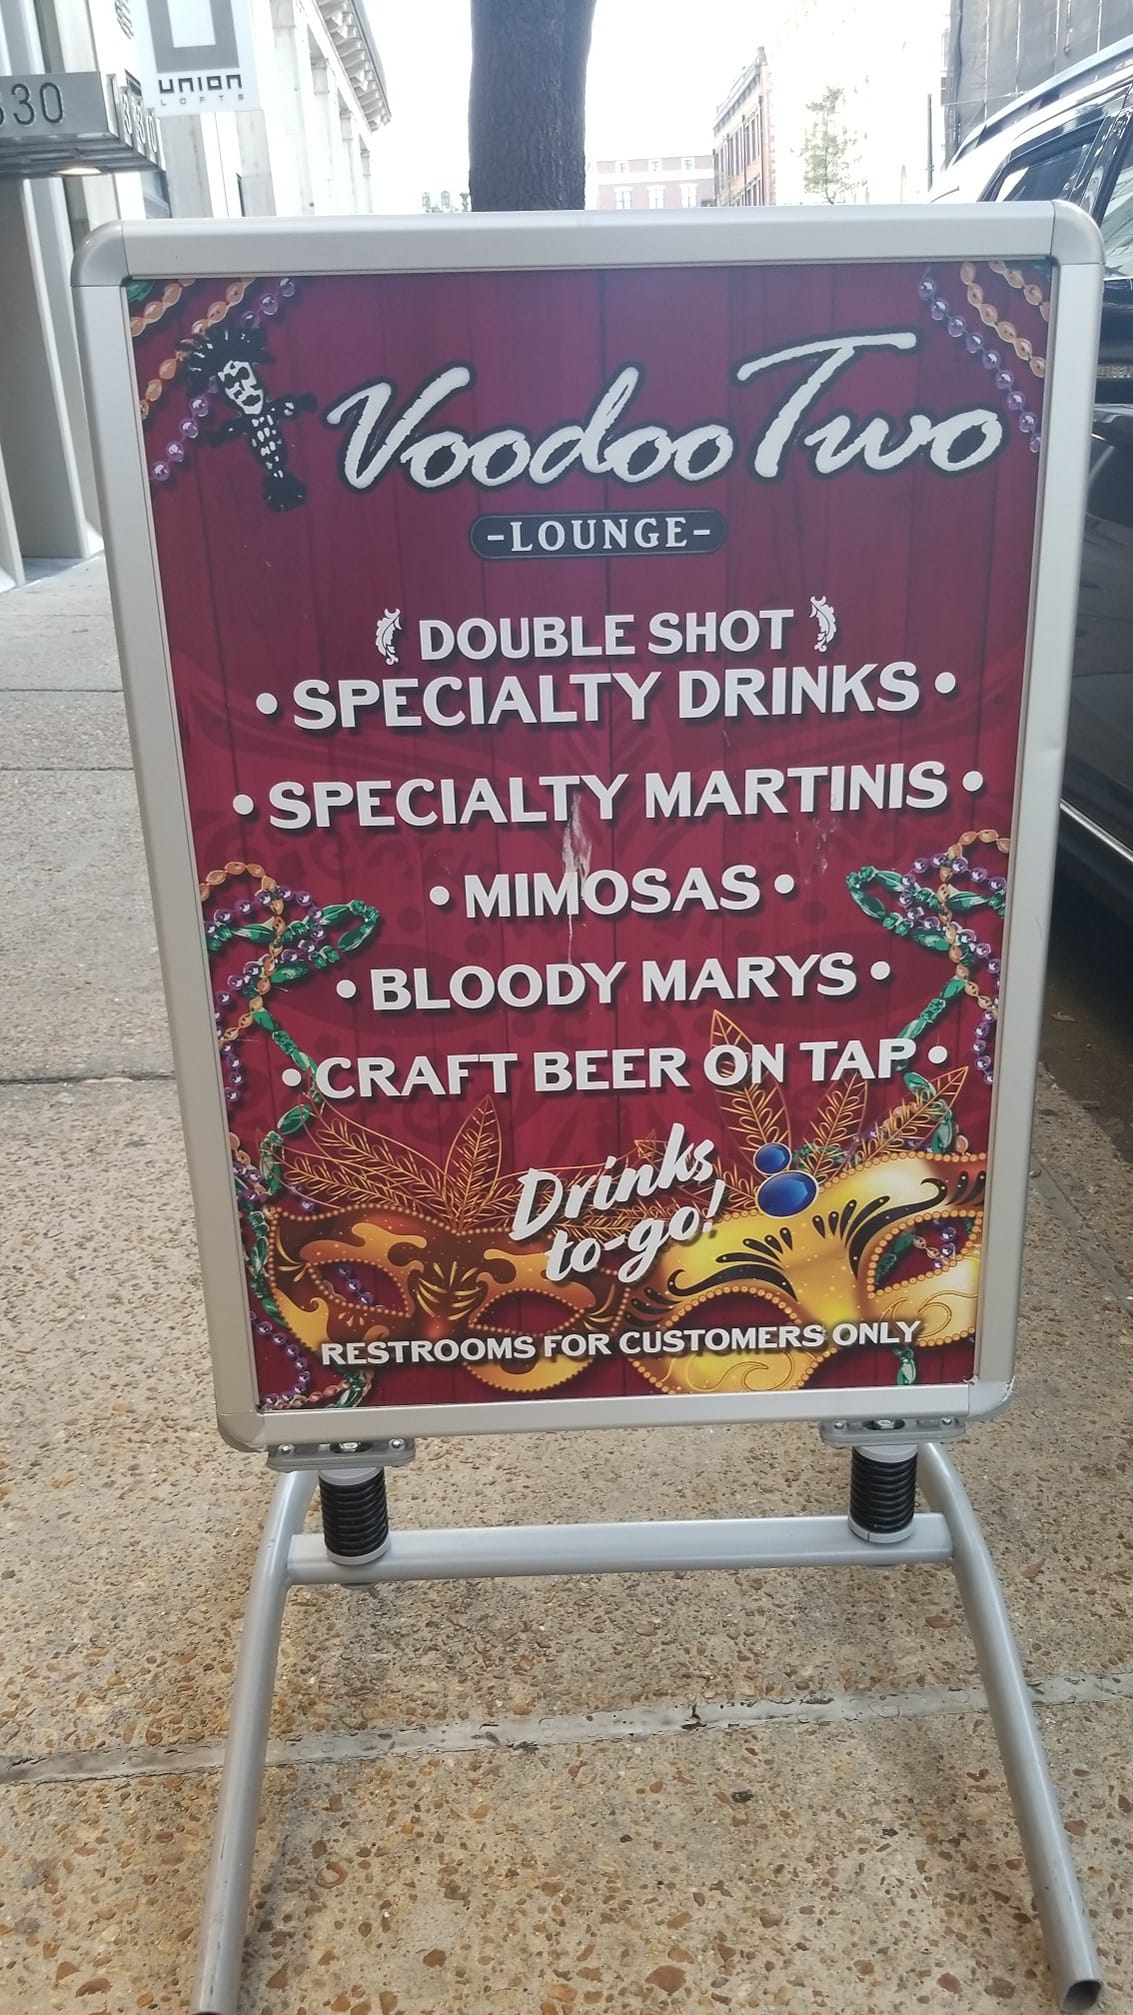 UNION
LOFTS
330
Voodoo Two
-LOUNGE-
DOUBLE SHOT
• SPECIALTY DRINKS •
• SPECIALTY MARTINIS •
• MIMOSAS •
• BLOODY MARYS •
• CRAFT BEER ON TAP •
Drinks
to-go!
RESTROOMS FOR CUSTOMERS ONLY